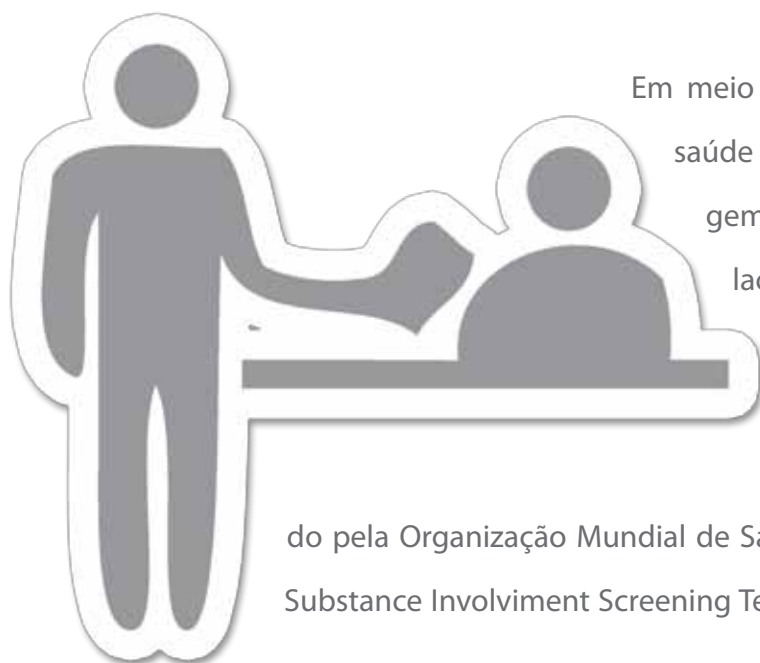 Em meio
saúde
gem
lac
do pela Organização Mundial de Sa
Substance Involviment Screening Te